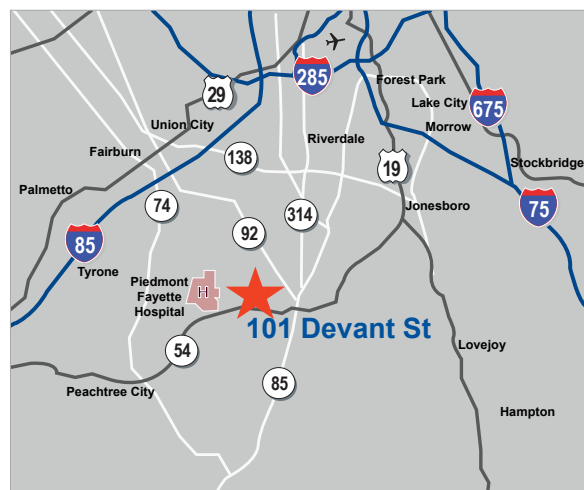 285
Forest Park
29
Lake City
675
Union City
Riverdale
Morrow
Fairburn
138
19
Stockbridge
Palmetto
74
314
Jonesboro
75
92
85
Tyrone
Piedmont
Fayette
Hospital
H
101 Devant St
54
Lovejoy
85
Peachtree City
Hampton